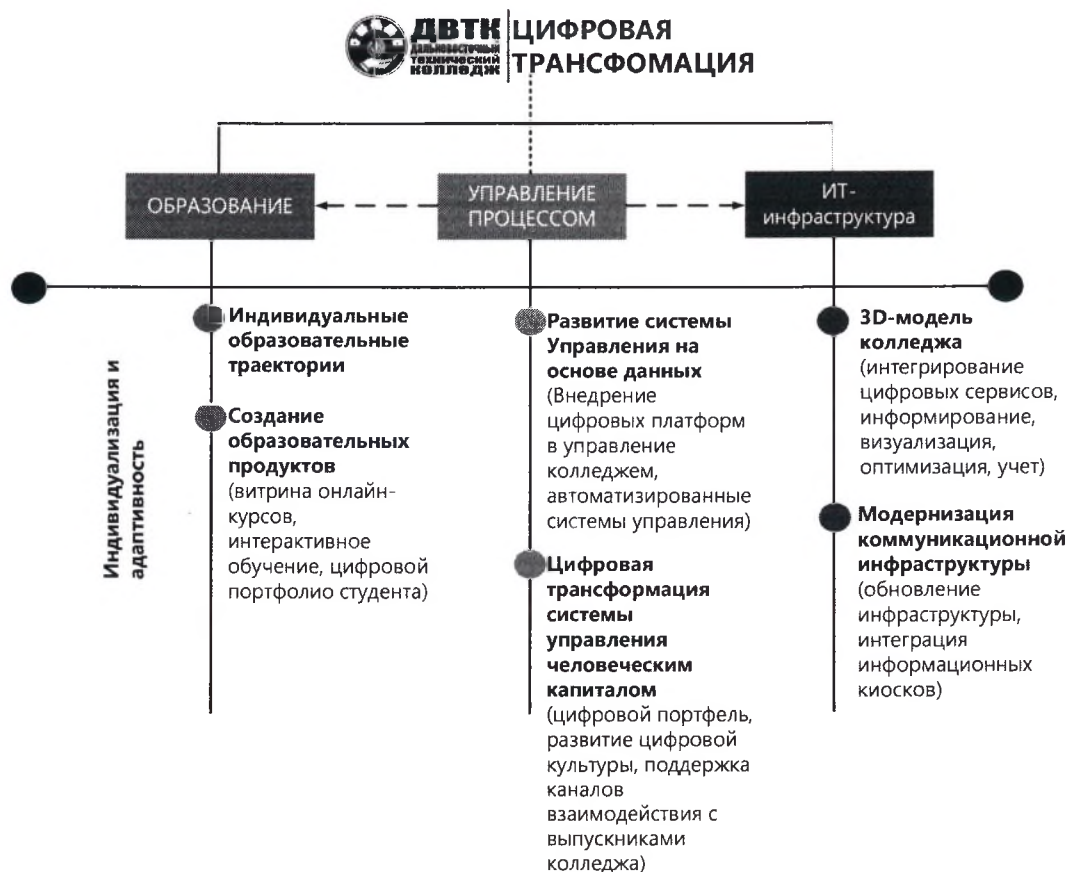 ДВТК
ДАЛЬНЕВОСТОЧНЫЙ
ТЕХНИЧЕСКИЙ
КОЛЛЕДЖ
ЦИФРОВАЯ
ТРАНСФОМАЦИЯ
ОБРАЗОВАНИЕ
УПРАВЛЕНИЕ
ПРОЦЕССОМ
ИТ-
инфраструктура
Индивидуализация и
адаптивность
Индивидуальные
образовательные
траектории
Создание
образовательных
продуктов
(витрина онлайн-
курсов,
интерактивное
обучение, цифровой
портфолио студента)
Развитие системы
Управления на
основе данных
(Внедрение
цифровых платформ
в управление
колледжем,
автоматизированные
системы управления)
Цифровая
трансформация
системы
управления
человеческим
капиталом
(цифровой портфель,
развитие цифровой
культуры, поддержка
каналов
взаимодействия с
выпускниками
колледжа)
3D-модель
колледжа
(интегрирование
цифровых сервисов,
информирование,
визуализация,
оптимизация, учет)
Модернизация
коммуникационной
инфраструктуры
(обновление
инфраструктуры,
интеграция
информационных
киосков)